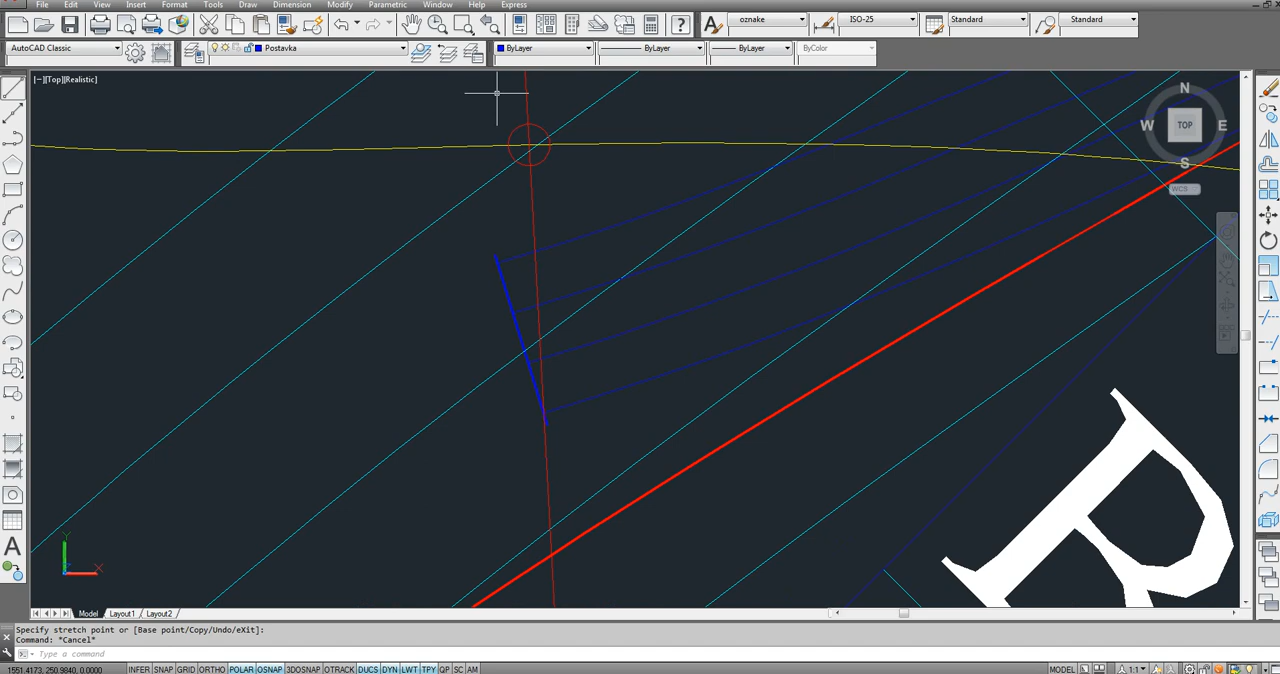 File Edit View Insert Format Tools Draw Dimension Modify Parametric Window Help Express
oznake ISO-25 Standard Standard
AutoCAD Classic Postavka ByLayer ByLayer ByLayer ByColor
[−][Top][Realistic]
N
W TOP E
S
WCS
R
Y
X
Model Layout1 Layout2
Specify stretch point or [Base point/Copy/Undo/eXit]:
Command: *Cancel*
Type a command
1551.4173, 250.9840, 0.0000 INFER SNAP GRID ORTHO POLAR OSNAP 3DOSNAP OTRACK DUCS DYN LWT TPY QP SC AM MODEL 1:1